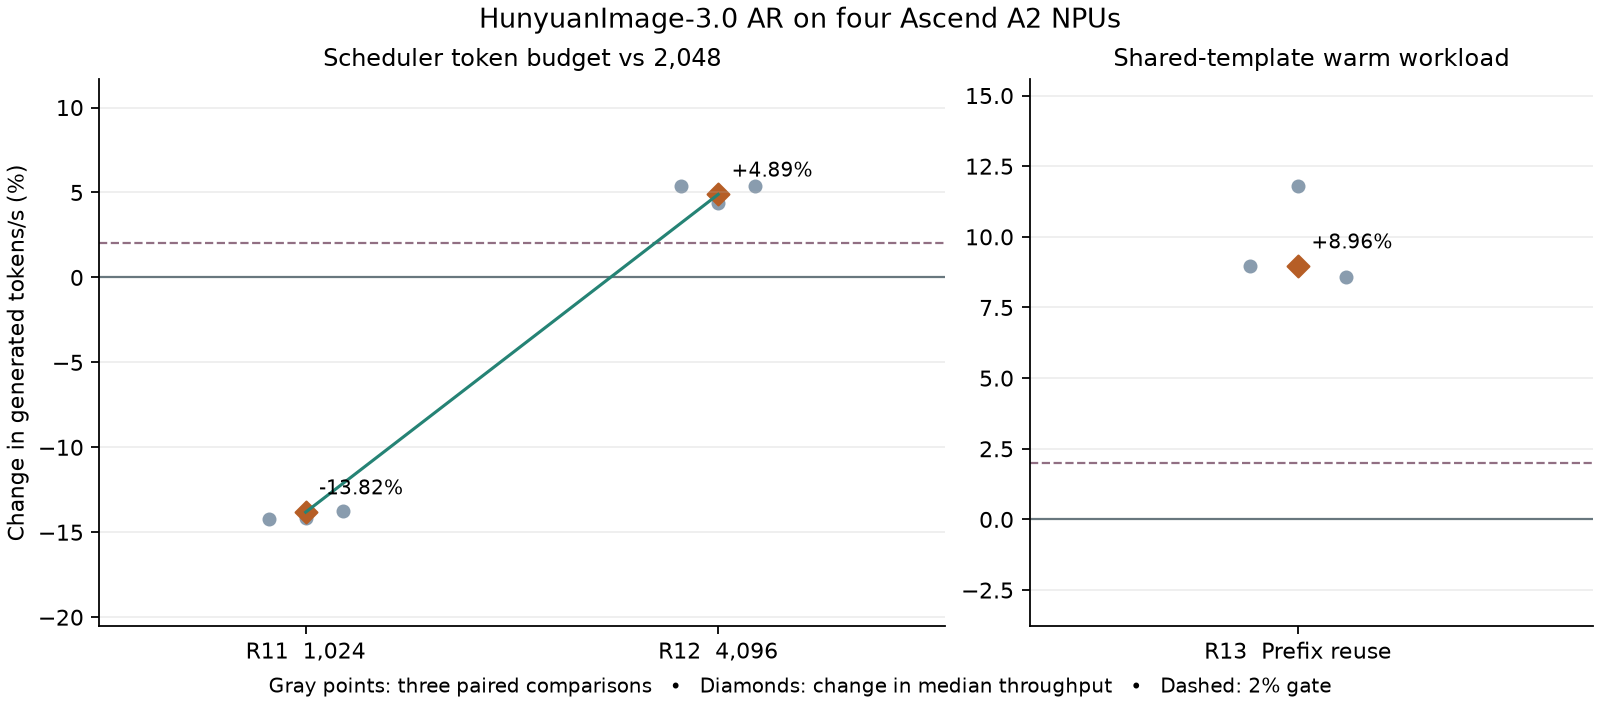 HunyuanImage-3.0 AR on four Ascend A2 NPUs
Scheduler token budget vs 2,048
Change in generated tokens/s (%)
10
5
0
−5
−10
−15
−20
+4.89%
-13.82%
R11 1,024
R12 4,096
Shared-template warm workload
15.0
12.5
10.0
7.5
5.0
2.5
0.0
−2.5
+8.96%
R13 Prefix reuse
Gray points: three paired comparisons • Diamonds: change in median throughput • Dashed: 2% gate